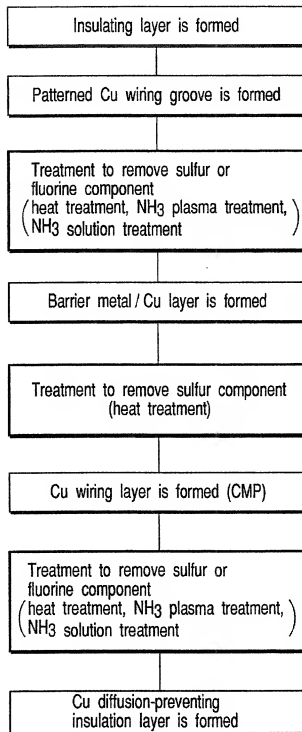 Insulating layer is formed
Patterned Cu wiring groove is formed
Treatment to remove sulfur or
fluorine component
(heat treatment, NH3 plasma treatment,
NH3 solution treatment)
Barrier metal / Cu layer is formed
Treatment to remove sulfur component
(heat treatment)
Cu wiring layer is formed (CMP)
Treatment to remove sulfur or
fluorine component
(heat treatment, NH3 plasma treatment,
NH3 solution treatment)
Cu diffusion-preventing
insulation layer is formed